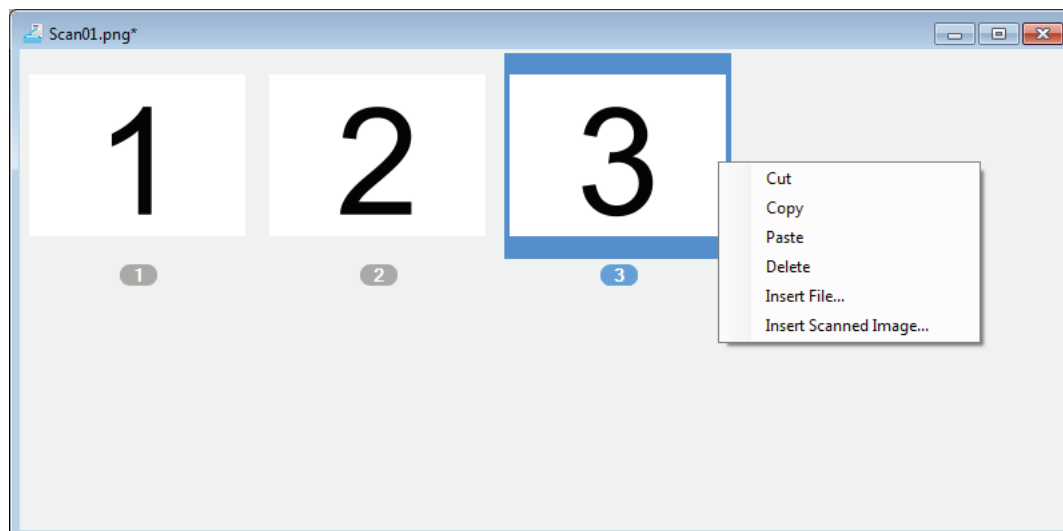 Scan01.png*
1 2 3
1 2 3
Cut
Copy
Paste
Delete
Insert File...
Insert Scanned Image...